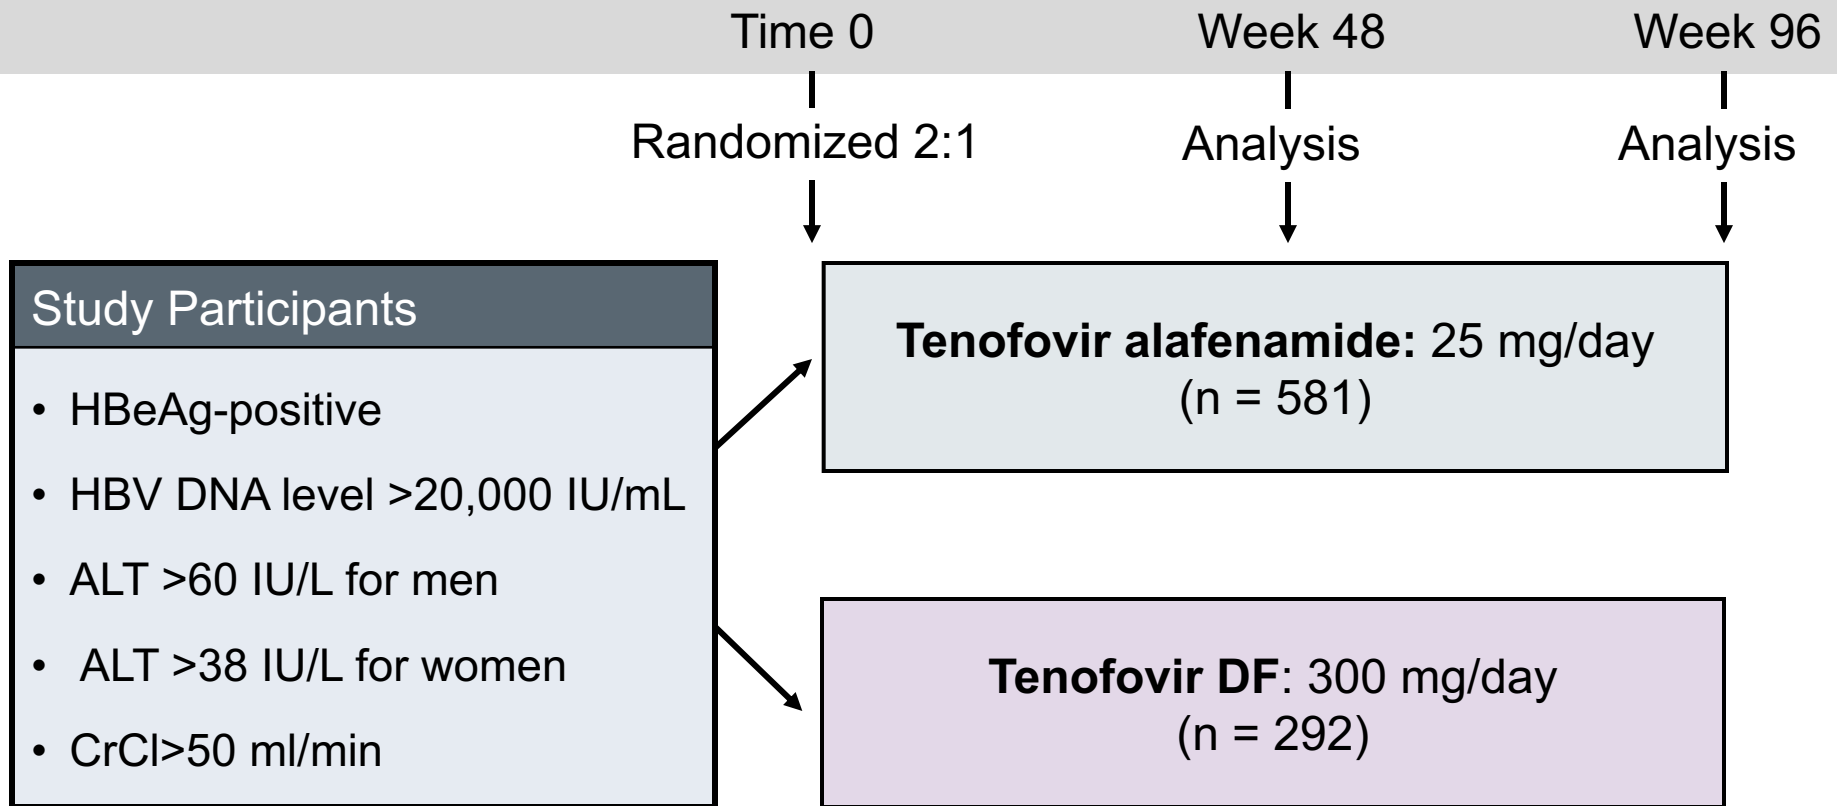 Time 0
Week 48
Week 96
Randomized 2:1
Analysis
Analysis
Study Participants
• HBeAg-positive
• HBV DNA level >20,000 IU/mL
• ALT >60 IU/L for men
• ALT >38 IU/L for women
• CrCl>50 ml/min
Tenofovir alafenamide: 25 mg/day
(n = 581)
Tenofovir DF: 300 mg/day
(n = 292)